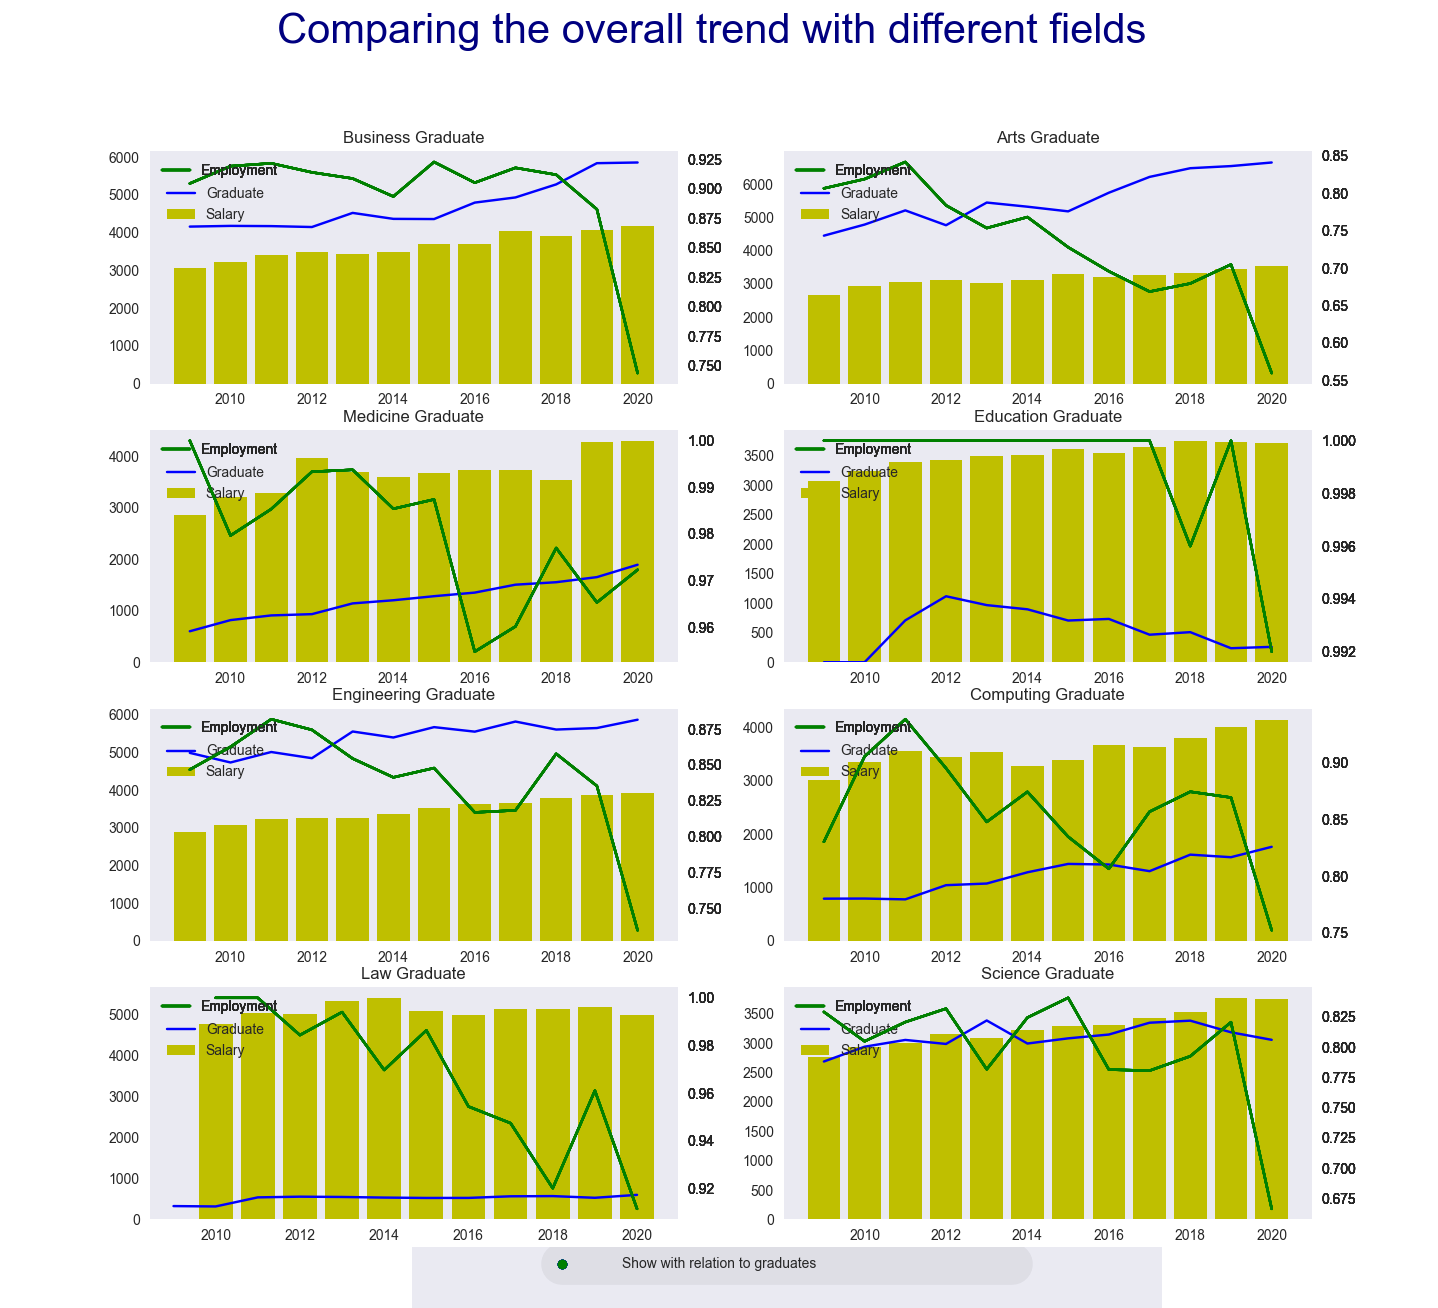 Comparing the overall trend with different fields
Business Graduate
6000
5000
4000
3000
2000
1000
0
Employment
Graduate
Salary
0.925
0.900
0.875
0.850
0.825
0.800
0.775
0.750
2010 2012 2014 2016 2018 2020
Arts Graduate
6000
5000
4000
3000
2000
1000
0
Employment
Graduate
Salary
0.85
0.80
0.75
0.70
0.65
0.60
0.55
2010 2012 2014 2016 2018 2020
Medicine Graduate
4000
3000
2000
1000
0
Employment
Graduate
Salary
1.00
0.99
0.98
0.97
0.96
2010 2012 2014 2016 2018 2020
Education Graduate
3500
3000
2500
2000
1500
1000
500
0
Employment
Graduate
Salary
1.000
0.998
0.996
0.994
0.992
2010 2012 2014 2016 2018 2020
Engineering Graduate
6000
5000
4000
3000
2000
1000
0
Employment
Graduate
Salary
0.875
0.850
0.825
0.800
0.775
0.750
2010 2012 2014 2016 2018 2020
Computing Graduate
4000
3000
2000
1000
0
Employment
Graduate
Salary
0.90
0.85
0.80
0.75
2010 2012 2014 2016 2018 2020
Law Graduate
5000
4000
3000
2000
1000
0
Employment
Graduate
Salary
1.00
0.98
0.96
0.94
0.92
2010 2012 2014 2016 2018 2020
Science Graduate
3500
3000
2500
2000
1500
1000
500
0
Employment
Graduate
Salary
0.825
0.800
0.775
0.750
0.725
0.700
0.675
2010 2012 2014 2016 2018 2020
Show with relation to graduates